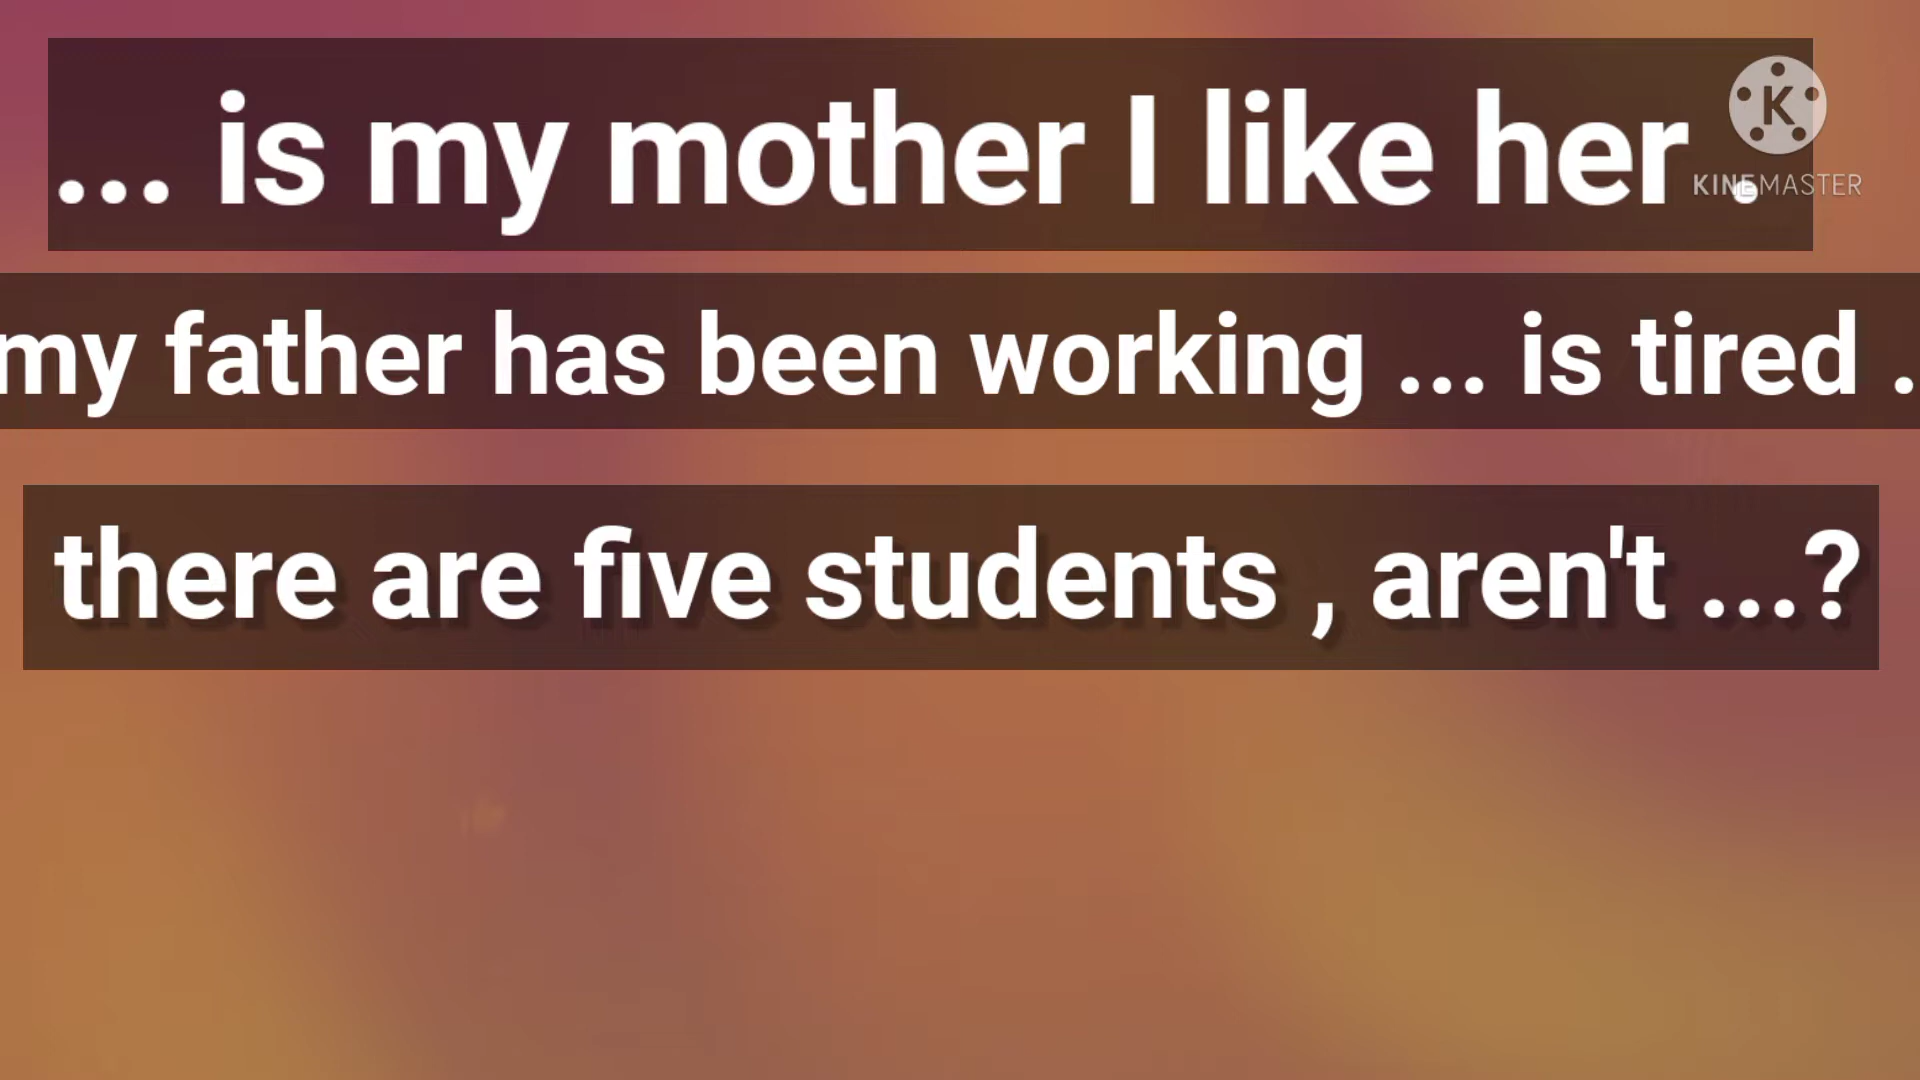 ... is my mother I like her .
my father has been working ... is tired .
there are five students , aren't ...?
K
KINEMASTER